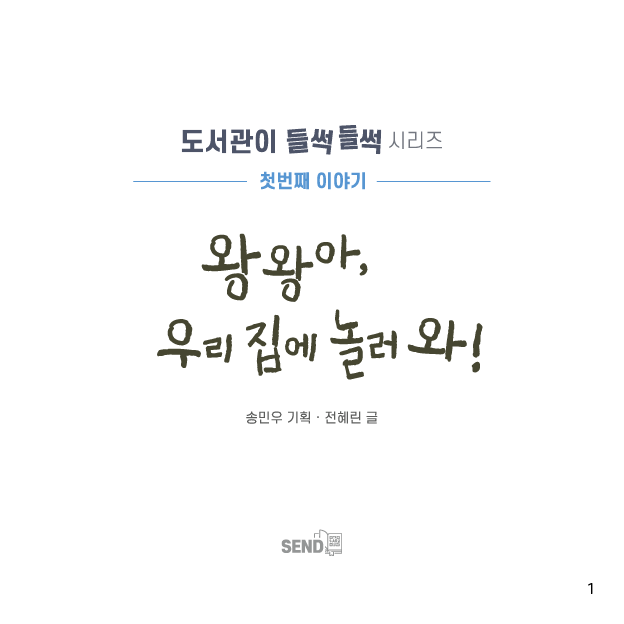 도서관이 들썩들썩 시리즈
첫번째 이야기
왕왕아,
우리 집에 놀러 와!
송민우 기획 · 전혜린 글
SEND
1